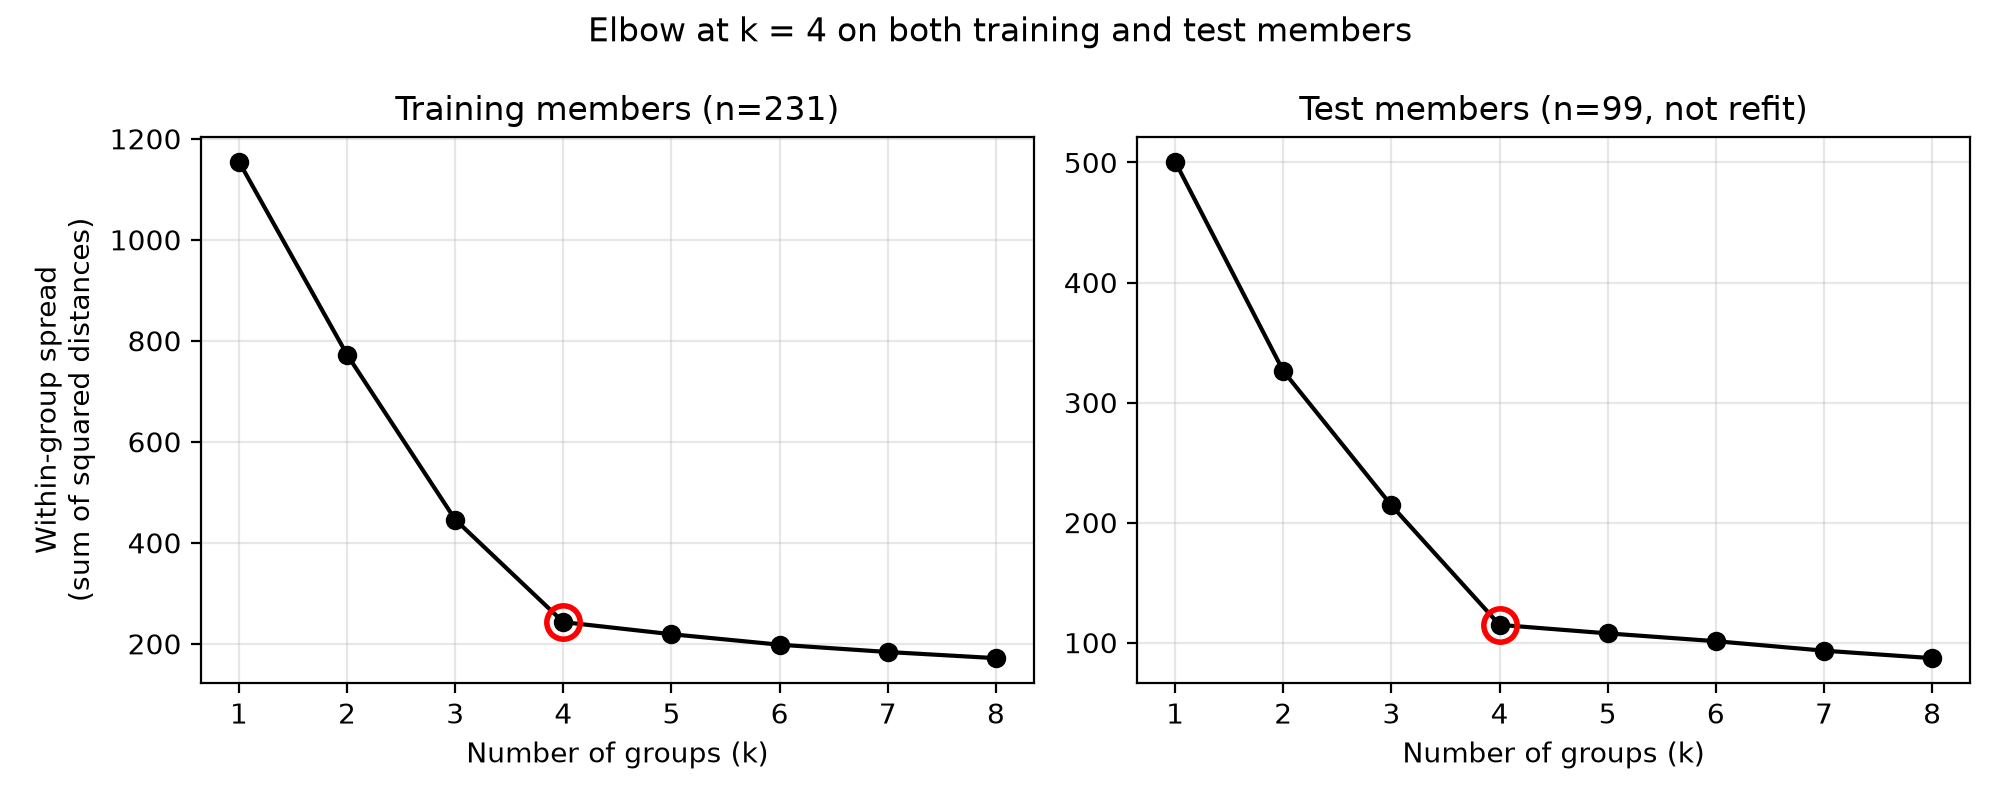 Elbow at k = 4 on both training and test members
Training members (n=231)
Within-group spread
(sum of squared distances)
1200
1000
800
600
400
200
1 2 3 4 5 6 7 8
Number of groups (k)
Test members (n=99, not refit)
500
400
300
200
100
1 2 3 4 5 6 7 8
Number of groups (k)